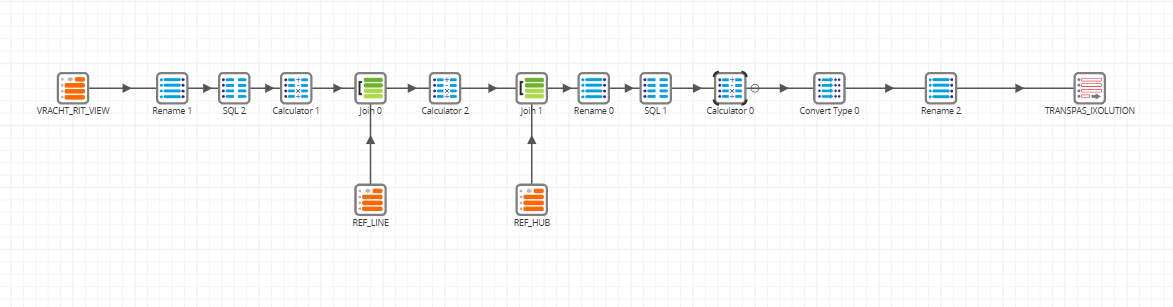 VRACHT_RIT_VIEW
Rename 1
SQL 2
Calculator 1
Join 0
Calculator 2
Join 1
Rename 0
SQL 1
Calculator 0
Convert Type 0
Rename 2
TRANSPAS_IXOLUTION
REF_LINE
REF_HUB